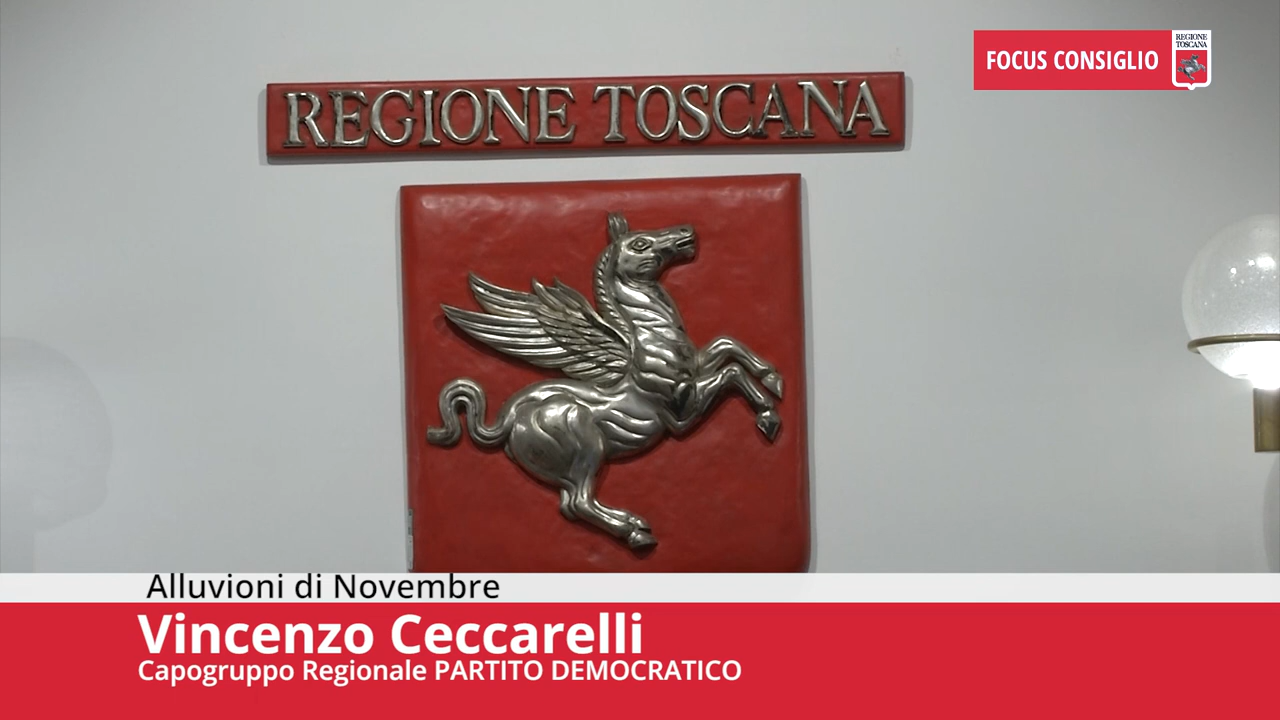 FOCUS CONSIGLIO
REGIONE
TOSCANA
REGIONE TOSCANA
Alluvioni di Novembre
Vincenzo Ceccarelli
Capogruppo Regionale PARTITO DEMOCRATICO